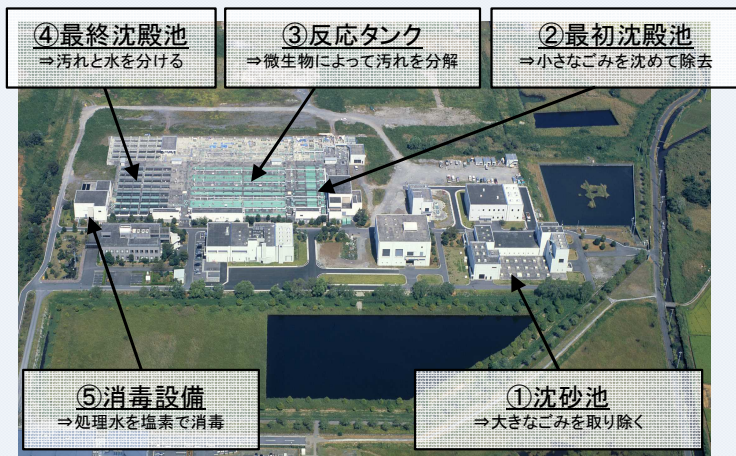 ④最終沈殿池
⇒汚れと水を分ける
③反応タンク
⇒微生物によって汚れを分解
②最初沈殿池
⇒小さなごみを沈めて除去
⑤消毒設備
⇒処理水を塩素で消毒
①沈砂池
⇒大きなごみを取り除く